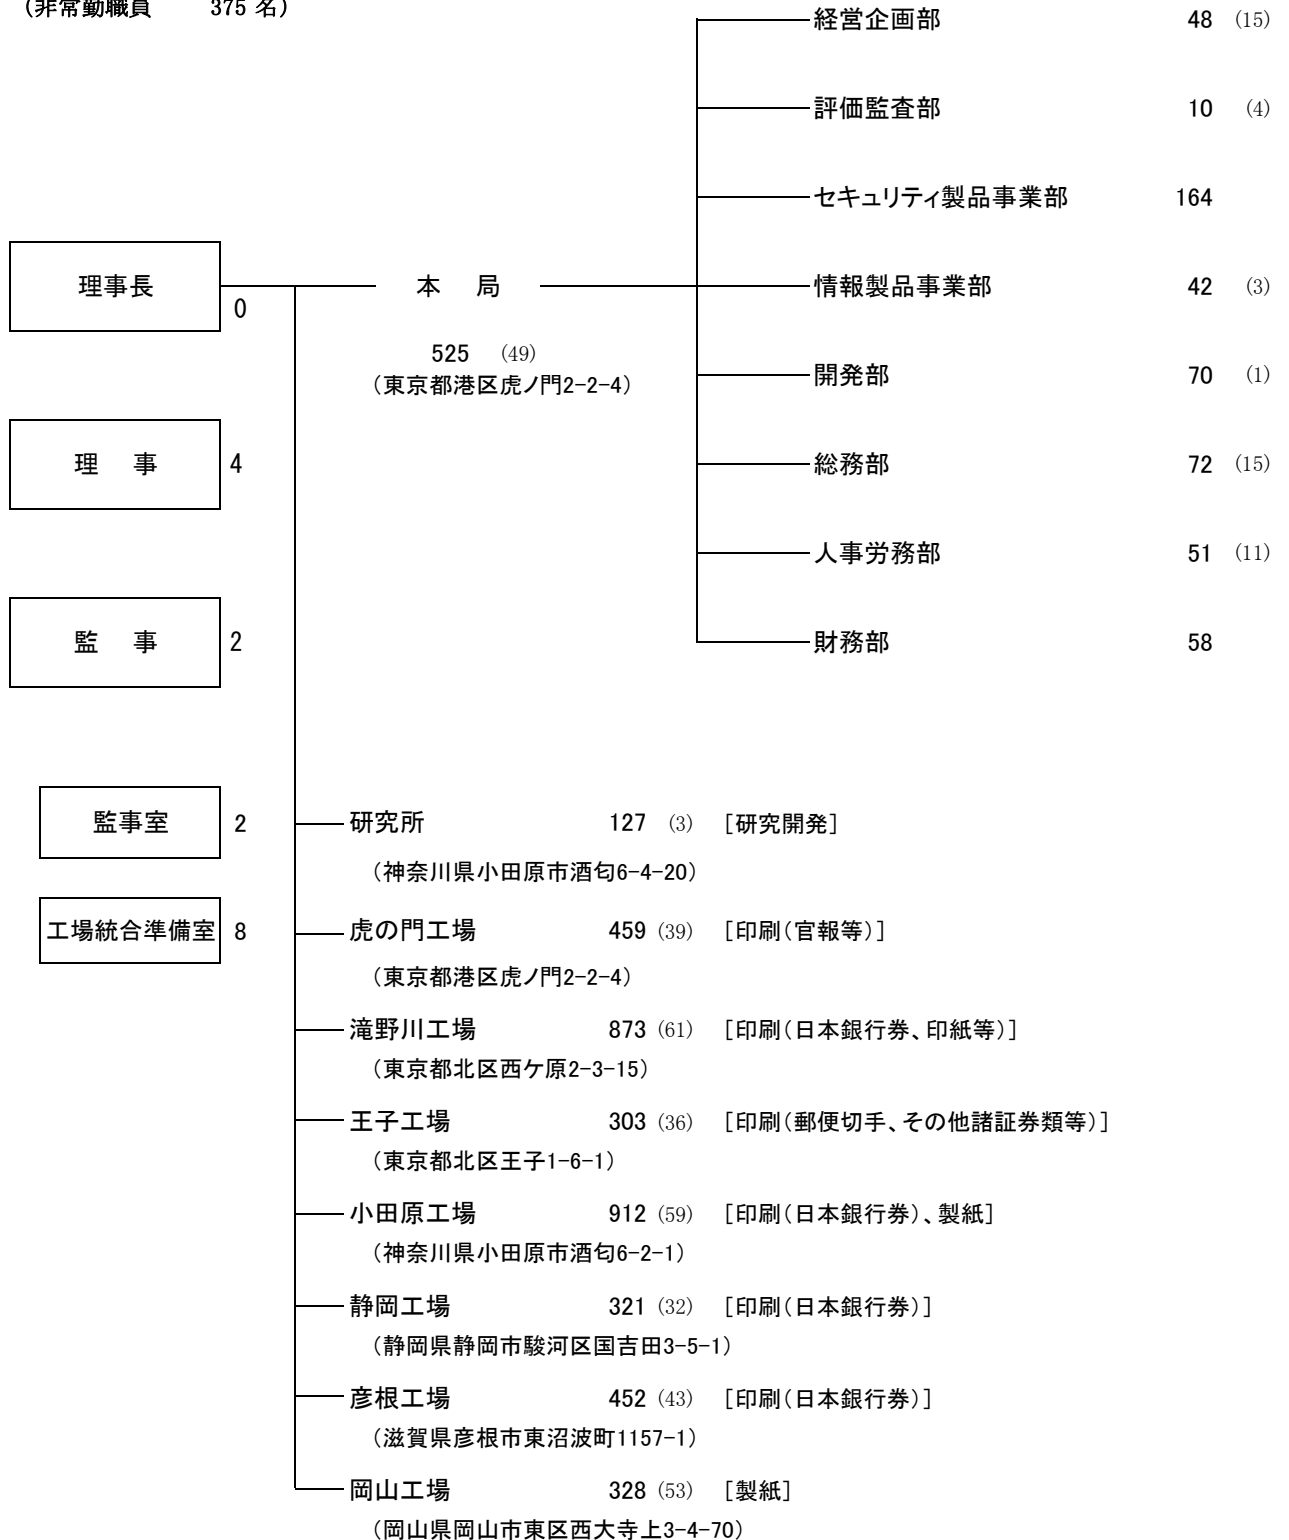 （非常勤職員 375 名）
経営企画部 48 (15)
評価監査部 10 (4)
セキュリティ製品事業部 164
理事長 0
本 局
525 (49)
（東京都港区虎ノ門2-2-4）
情報製品事業部 42 (3)
開発部 70 (1)
理 事 4
総務部 72 (15)
人事労務部 51 (11)
監 事 2
財務部 58
監事室 2
工場統合準備室 8
研究所 127 (3) ［研究開発］
（神奈川県小田原市酒匂6-4-20）
虎の門工場 459 (39) ［印刷（官報等）］
（東京都港区虎ノ門2-2-4）
滝野川工場 873 (61) ［印刷（日本銀行券、印紙等）］
（東京都北区西ケ原2-3-15）
王子工場 303 (36) ［印刷（郵便切手、その他諸証券類等）］
（東京都北区王子1-6-1）
小田原工場 912 (59) ［印刷（日本銀行券）、製紙］
（神奈川県小田原市酒匂6-2-1）
静岡工場 321 (32) ［印刷（日本銀行券）］
（静岡県静岡市駿河区国吉田3-5-1）
彦根工場 452 (43) ［印刷（日本銀行券）］
（滋賀県彦根市東沼波町1157-1）
岡山工場 328 (53) ［製紙］
（岡山県岡山市東区西大寺上3-4-70）